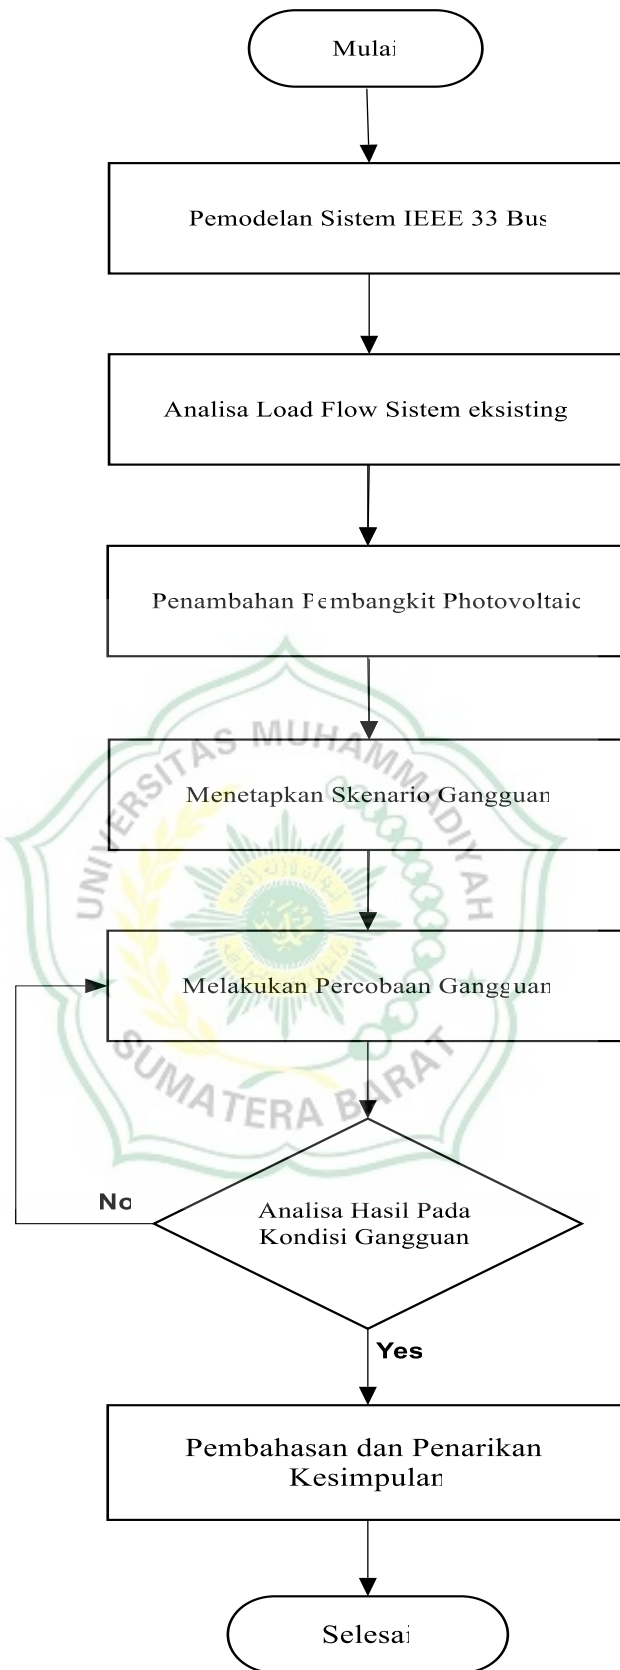 Mulai
Pemodelan Sistem IEEE 33 Bus
Analisa Load Flow Sistem eksisting
Penambahan Pembangkit Photovoltaic
UNIVERSITAS MUHAMMADIYAH
Menetapkan Skenario Gangguan
Melakukan Percobaan Gangguan
SUMATERA BARAT
No
Analisa Hasil Pada
Kondisi Gangguan
Yes
Pembahasan dan Penarikan
Kesimpulan
Selesai